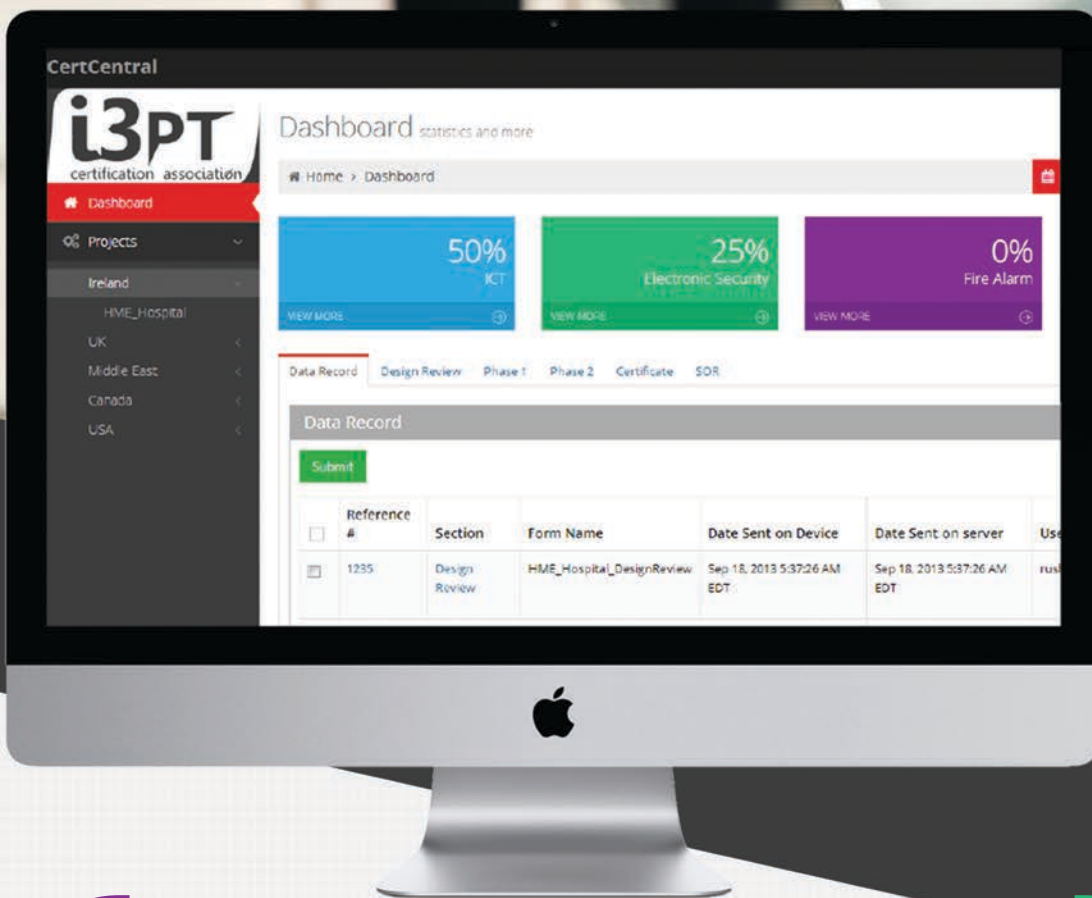 CertCentral
i3PT
certification association
Dashboard
Projects
Ireland
HME_Hospital
UK
Middle East
Canada
USA
Dashboard statistics and more
Home > Dashboard
50%
ICT
VIEW MORE
25%
Electronic Security
VIEW MORE
0%
Fire Alarm
VIEW MORE
Data Record Design Review Phase 1 Phase 2 Certificate SOR
Data Record
Submit
Reference
# Section Form Name Date Sent on Device Date Sent on server Use
1235 Design HME_Hospital_DesignReview Sep 18, 2013 5:37:26 AM Sep 18, 2013 5:37:26 AM
Review EDT EDT